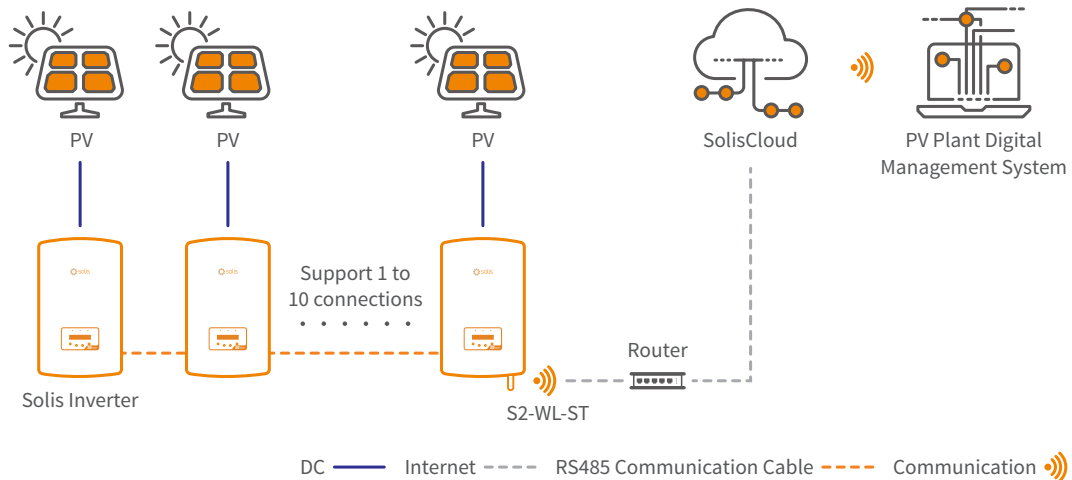 PV
PV
PV
SolisCloud
PV Plant Digital
Management System
solis
solis
solis
Support 1 to
10 connections
Router
Solis Inverter
S2-WL-ST
DC
Internet
RS485 Communication Cable
Communication